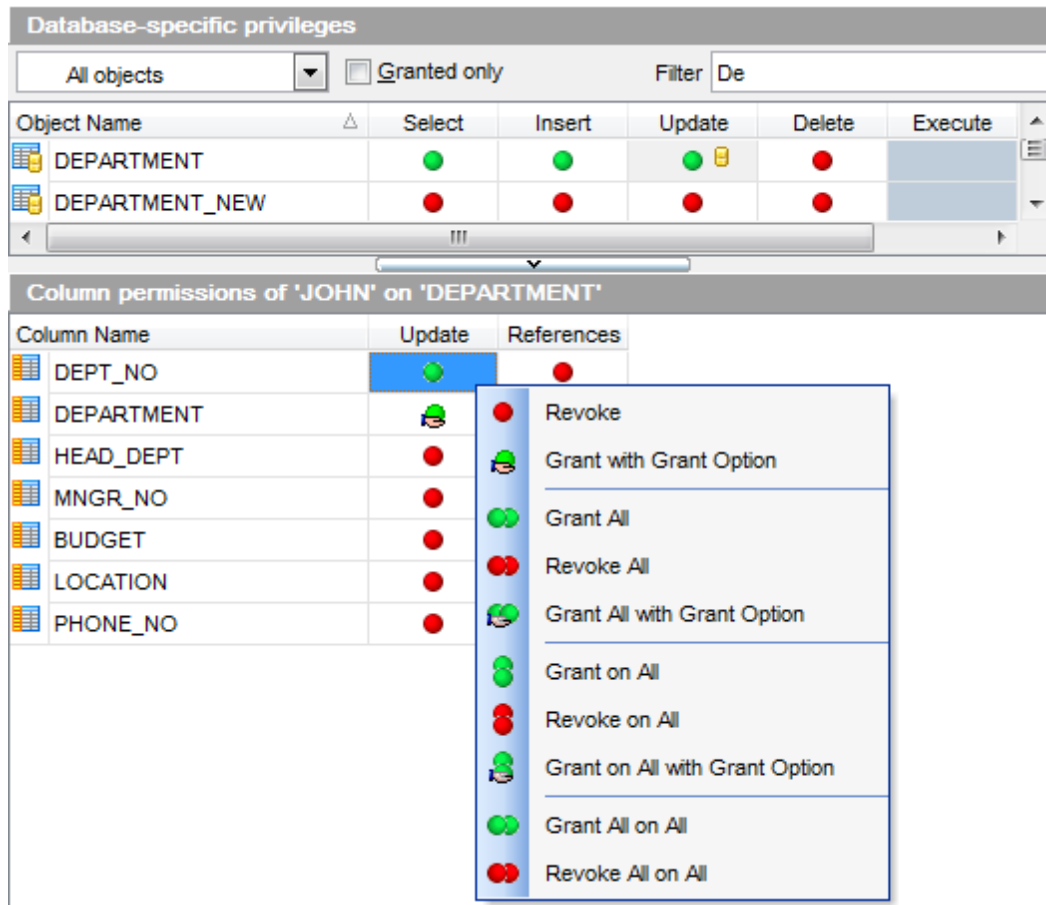 Database-specific privileges
All objects Granted only Filter De
Object Name Select Insert Update Delete Execute
DEPARTMENT
DEPARTMENT_NEW
Column permissions of 'JOHN' on 'DEPARTMENT'
Column Name Update References
DEPT_NO
DEPARTMENT
HEAD_DEPT
MNGR_NO
BUDGET
LOCATION
PHONE_NO
Revoke
Grant with Grant Option
Grant All
Revoke All
Grant All with Grant Option
Grant on All
Revoke on All
Grant on All with Grant Option
Grant All on All
Revoke All on All